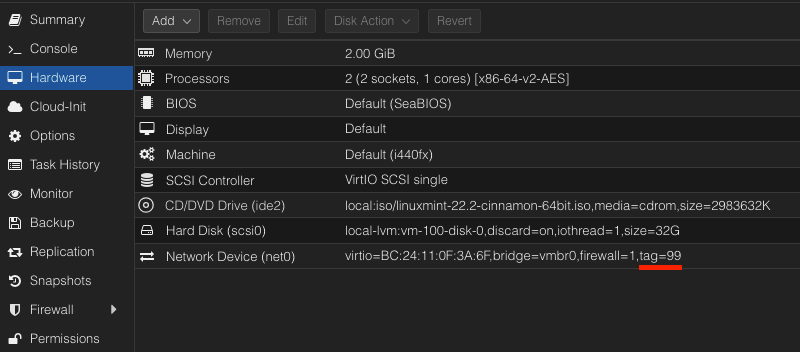 Summary
Console
Hardware
Cloud-Init
Options
Task History
Monitor
Backup
Replication
Snapshots
Firewall
Permissions
Add Remove Edit Disk Action Revert
Memory 2.00 GiB
Processors 2 (2 sockets, 1 cores) [x86-64-v2-AES]
BIOS Default (SeaBIOS)
Display Default
Machine Default (i440fx)
SCSI Controller VirtIO SCSI single
CD/DVD Drive (ide2) local:iso/linuxmint-22.2-cinnamon-64bit.iso,media=cdrom,size=2983632K
Hard Disk (scsi0) local-lvm:vm-100-disk-0,discard=on,iothread=1,size=32G
Network Device (net0) virtio=BC:24:11:0F:3A:6F,bridge=vmbr0,firewall=1,tag=99